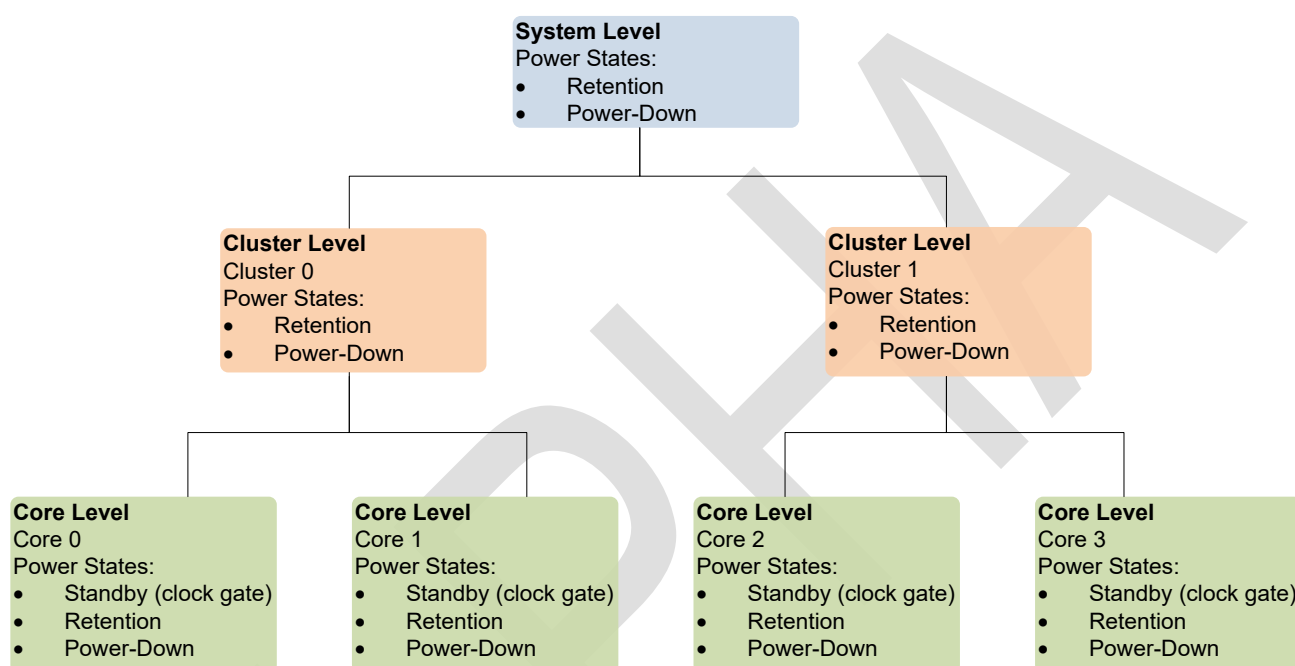 System Level
Power States:
• Retention
• Power-Down
Cluster Level
Cluster 0
Power States:
• Retention
• Power-Down
Cluster Level
Cluster 1
Power States:
• Retention
• Power-Down
Core Level
Core 0
Power States:
• Standby (clock gate)
• Retention
• Power-Down
Core Level
Core 1
Power States:
• Standby (clock gate)
• Retention
• Power-Down
Core Level
Core 2
Power States:
• Standby (clock gate)
• Retention
• Power-Down
Core Level
Core 3
Power States:
• Standby (clock gate)
• Retention
• Power-Down